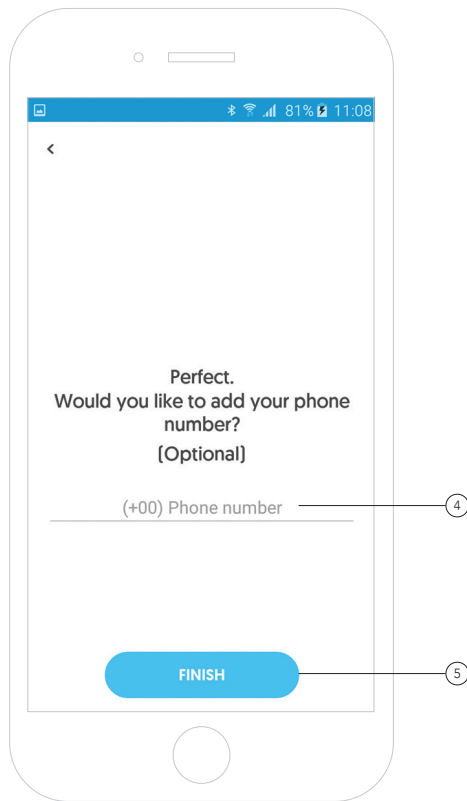 81% 11:08
<
Perfect.
Would you like to add your phone
number?
(Optional)
(+00) Phone number
4
FINISH
5